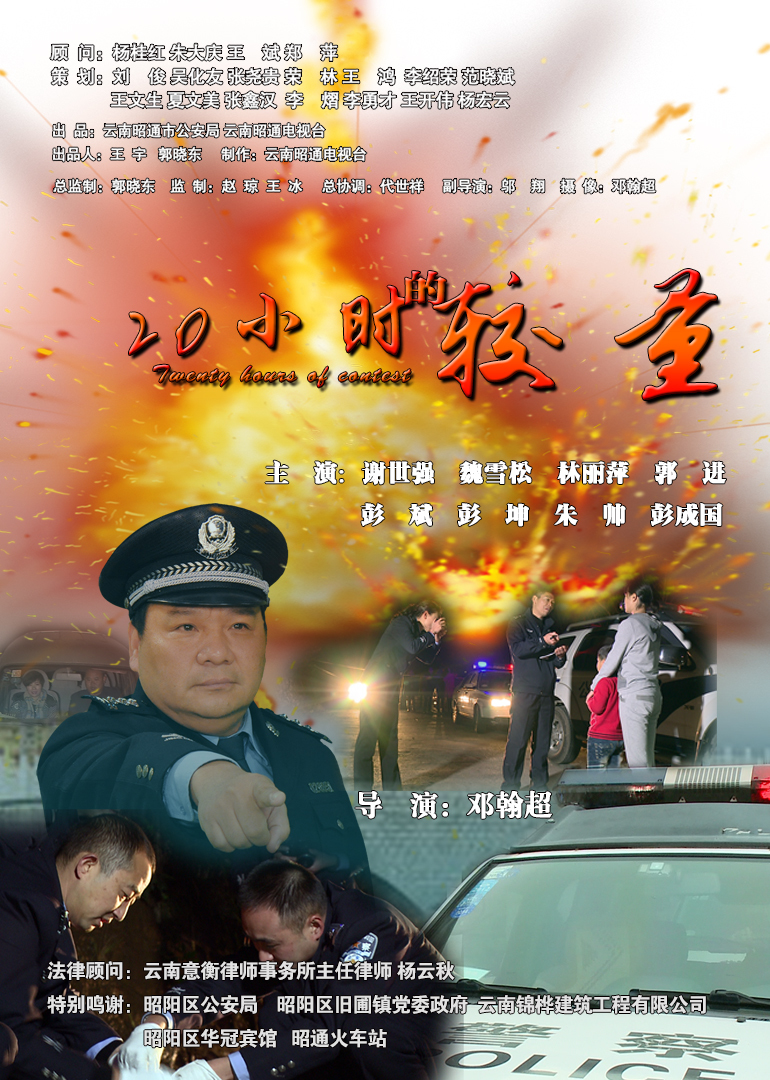 顾 问：杨桂红 朱大庆 王 斌 郑 萍
策 划：刘 俊 吴化友 张尧贵 荣 林 王 鸿 李绍荣 范晓斌
王文生 夏文美 张鑫汉 李 熠 李勇才 王开伟 杨宏云
出 品：云南昭通市公安局 云南昭通电视台
出品人：王 宇 郭晓东 制作：云南昭通电视台
总监制：郭晓东 监 制：赵 琼 王 冰 总协调：代世祥 副导演：邬 翔 摄 像：邓翰超
20小时的较量
Twenty hours of contest
主 演：谢世强 魏雪松 林丽萍 郭 进
彭 斌 彭 坤 朱 帅 彭成国
导 演：邓翰超
法律顾问：云南意衡律师事务所主任律师 杨云秋
特别鸣谢：昭阳区公安局 昭阳区旧圃镇党委政府 云南锦桦建筑工程有限公司
昭阳区华冠宾馆 昭通火车站
警察
POLICE